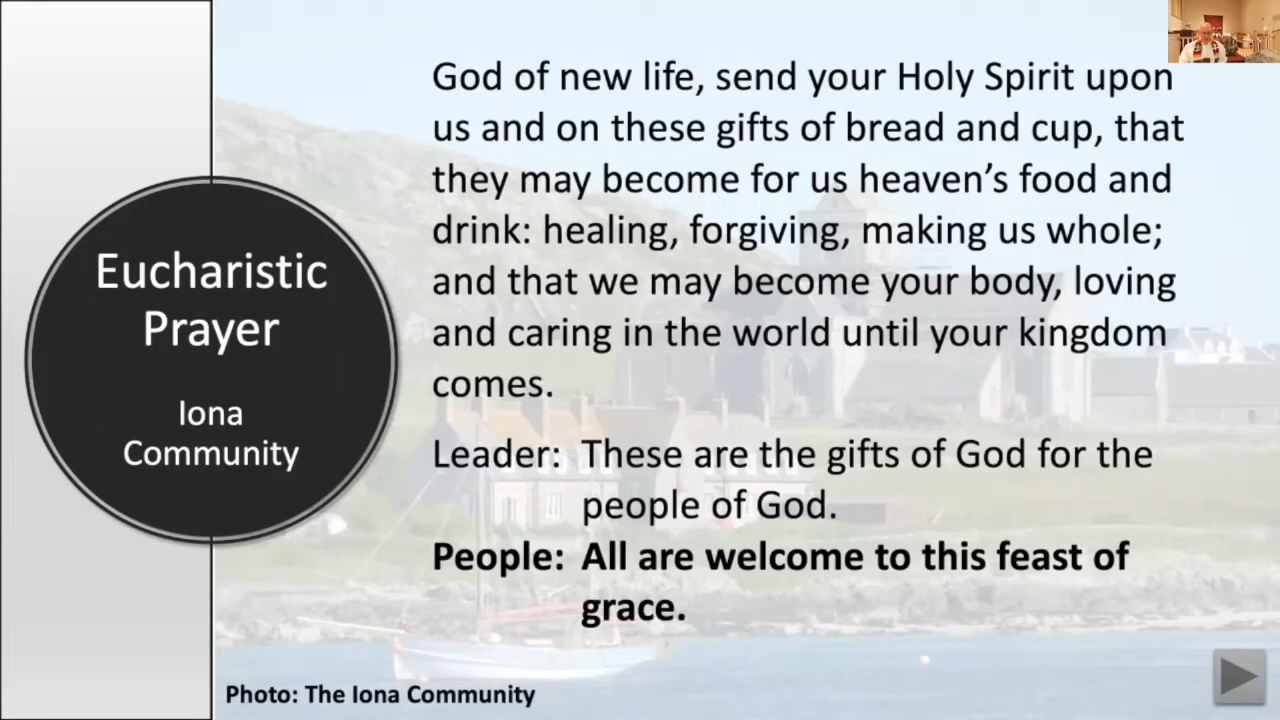 Eucharistic
Prayer
Iona
Community
God of new life, send your Holy Spirit upon
us and on these gifts of bread and cup, that
they may become for us heaven’s food and
drink: healing, forgiving, making us whole;
and that we may become your body, loving
and caring in the world until your kingdom
comes.
Leader: These are the gifts of God for the
people of God.
People: All are welcome to this feast of
grace.
Photo: The Iona Community